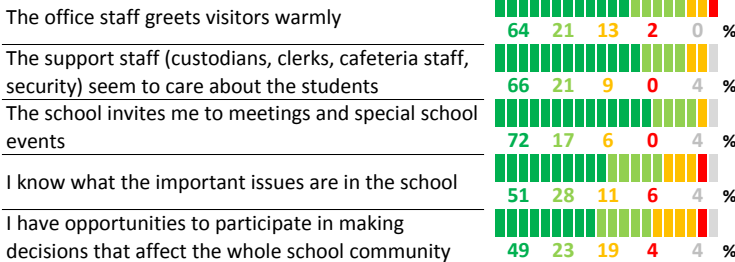 The office staff greets visitors warmly
64 21 13 2 0 %
The support staff (custodians, clerks, cafeteria staff,
security) seem to care about the students
66 21 9 0 4 %
The school invites me to meetings and special school
events
72 17 6 0 4 %
I know what the important issues are in the school
51 28 11 6 4 %
I have opportunities to participate in making
decisions that affect the whole school community
49 23 19 4 4 %